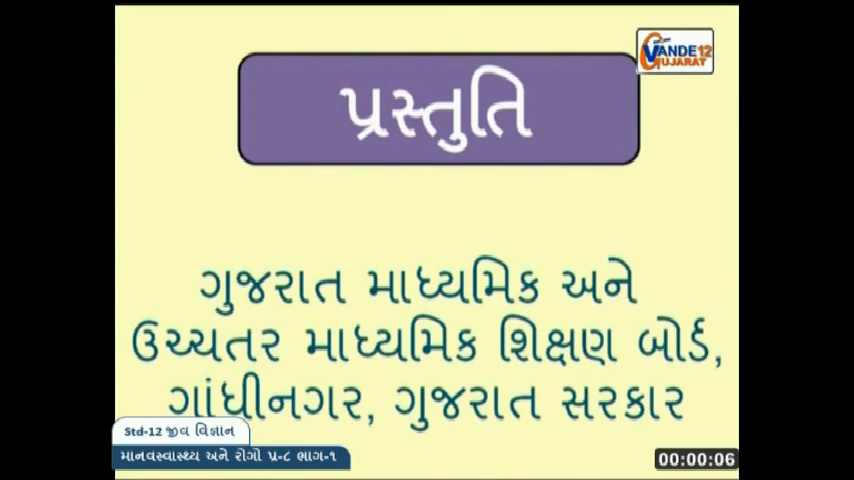 VANDE 12
GUJARAT
પ્રસ્તુતિ
ગુજરાત માધ્યમિક અને
ઉચ્ચતર માધ્યમિક શિક્ષણ બોર્ડ,
ગાંધીનગર, ગુજરાત સરકાર
Std-12 જીવ વિજ્ઞાન
માનવસ્વાસ્થ્ય અને રોગો પ્ર-૮ ભાગ-૧
00:00:06